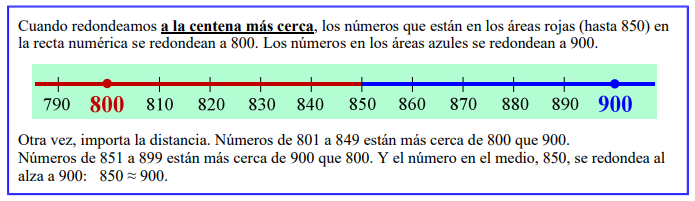 Cuando redondeamos a la centena más cerca, los números que están en los áreas rojas (hasta 850) en
la recta numérica se redondean a 800. Los números en los áreas azules se redondean a 900.
790 800 810 820 830 840 850 860 870 880 890 900
Otra vez, importa la distancia. Números de 801 a 849 están más cerca de 800 que 900.
Números de 851 a 899 están más cerca de 900 que 800. Y el número en el medio, 850, se redondea al
alza a 900: 850 ≈ 900.